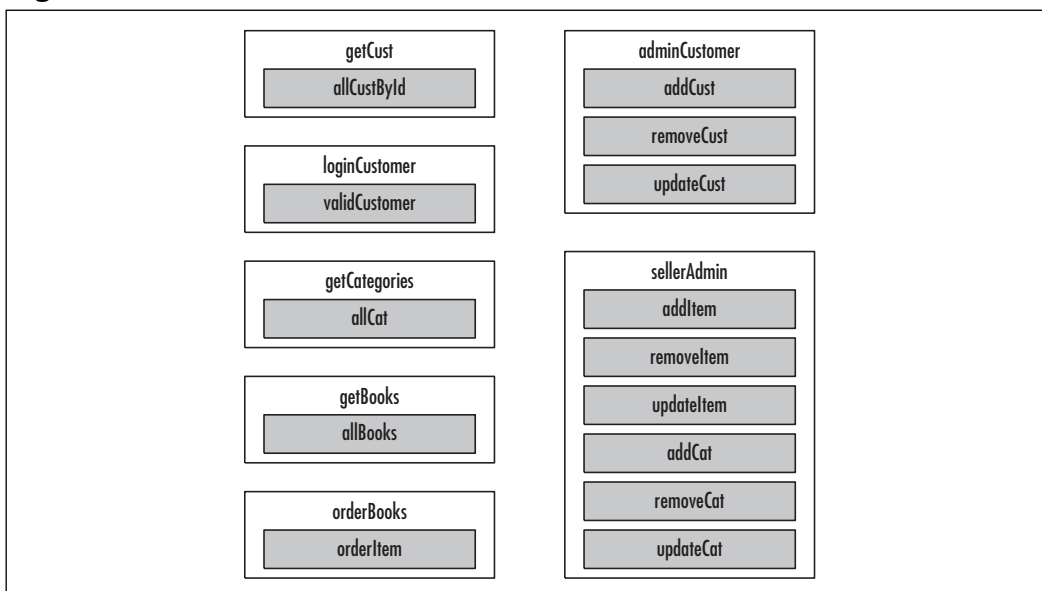 getCust
allCustById
loginCustomer
validCustomer
getCategories
allCat
getBooks
allBooks
orderBooks
orderItem
adminCustomer
addCust
removeCust
updateCust
sellerAdmin
addItem
removeItem
updateItem
addCat
removeCat
updateCat